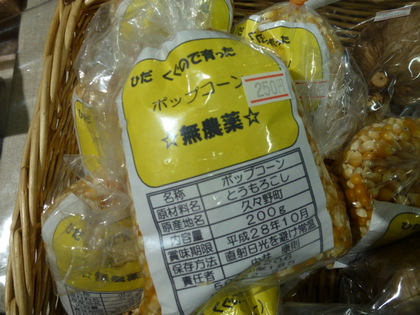 ひだ くぐので育った
ポップコーン
250円
☆無農薬☆
名称 ポップコーン
原材料名 とうもろこし
原産地名 久々野町
内容量 200g
賞味期限 平成28年10月
保存方法 直射日光を避け常温
責任者